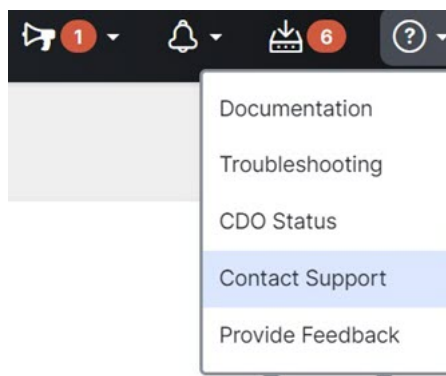 1
6
?
Documentation
Troubleshooting
CDO Status
Contact Support
Provide Feedback